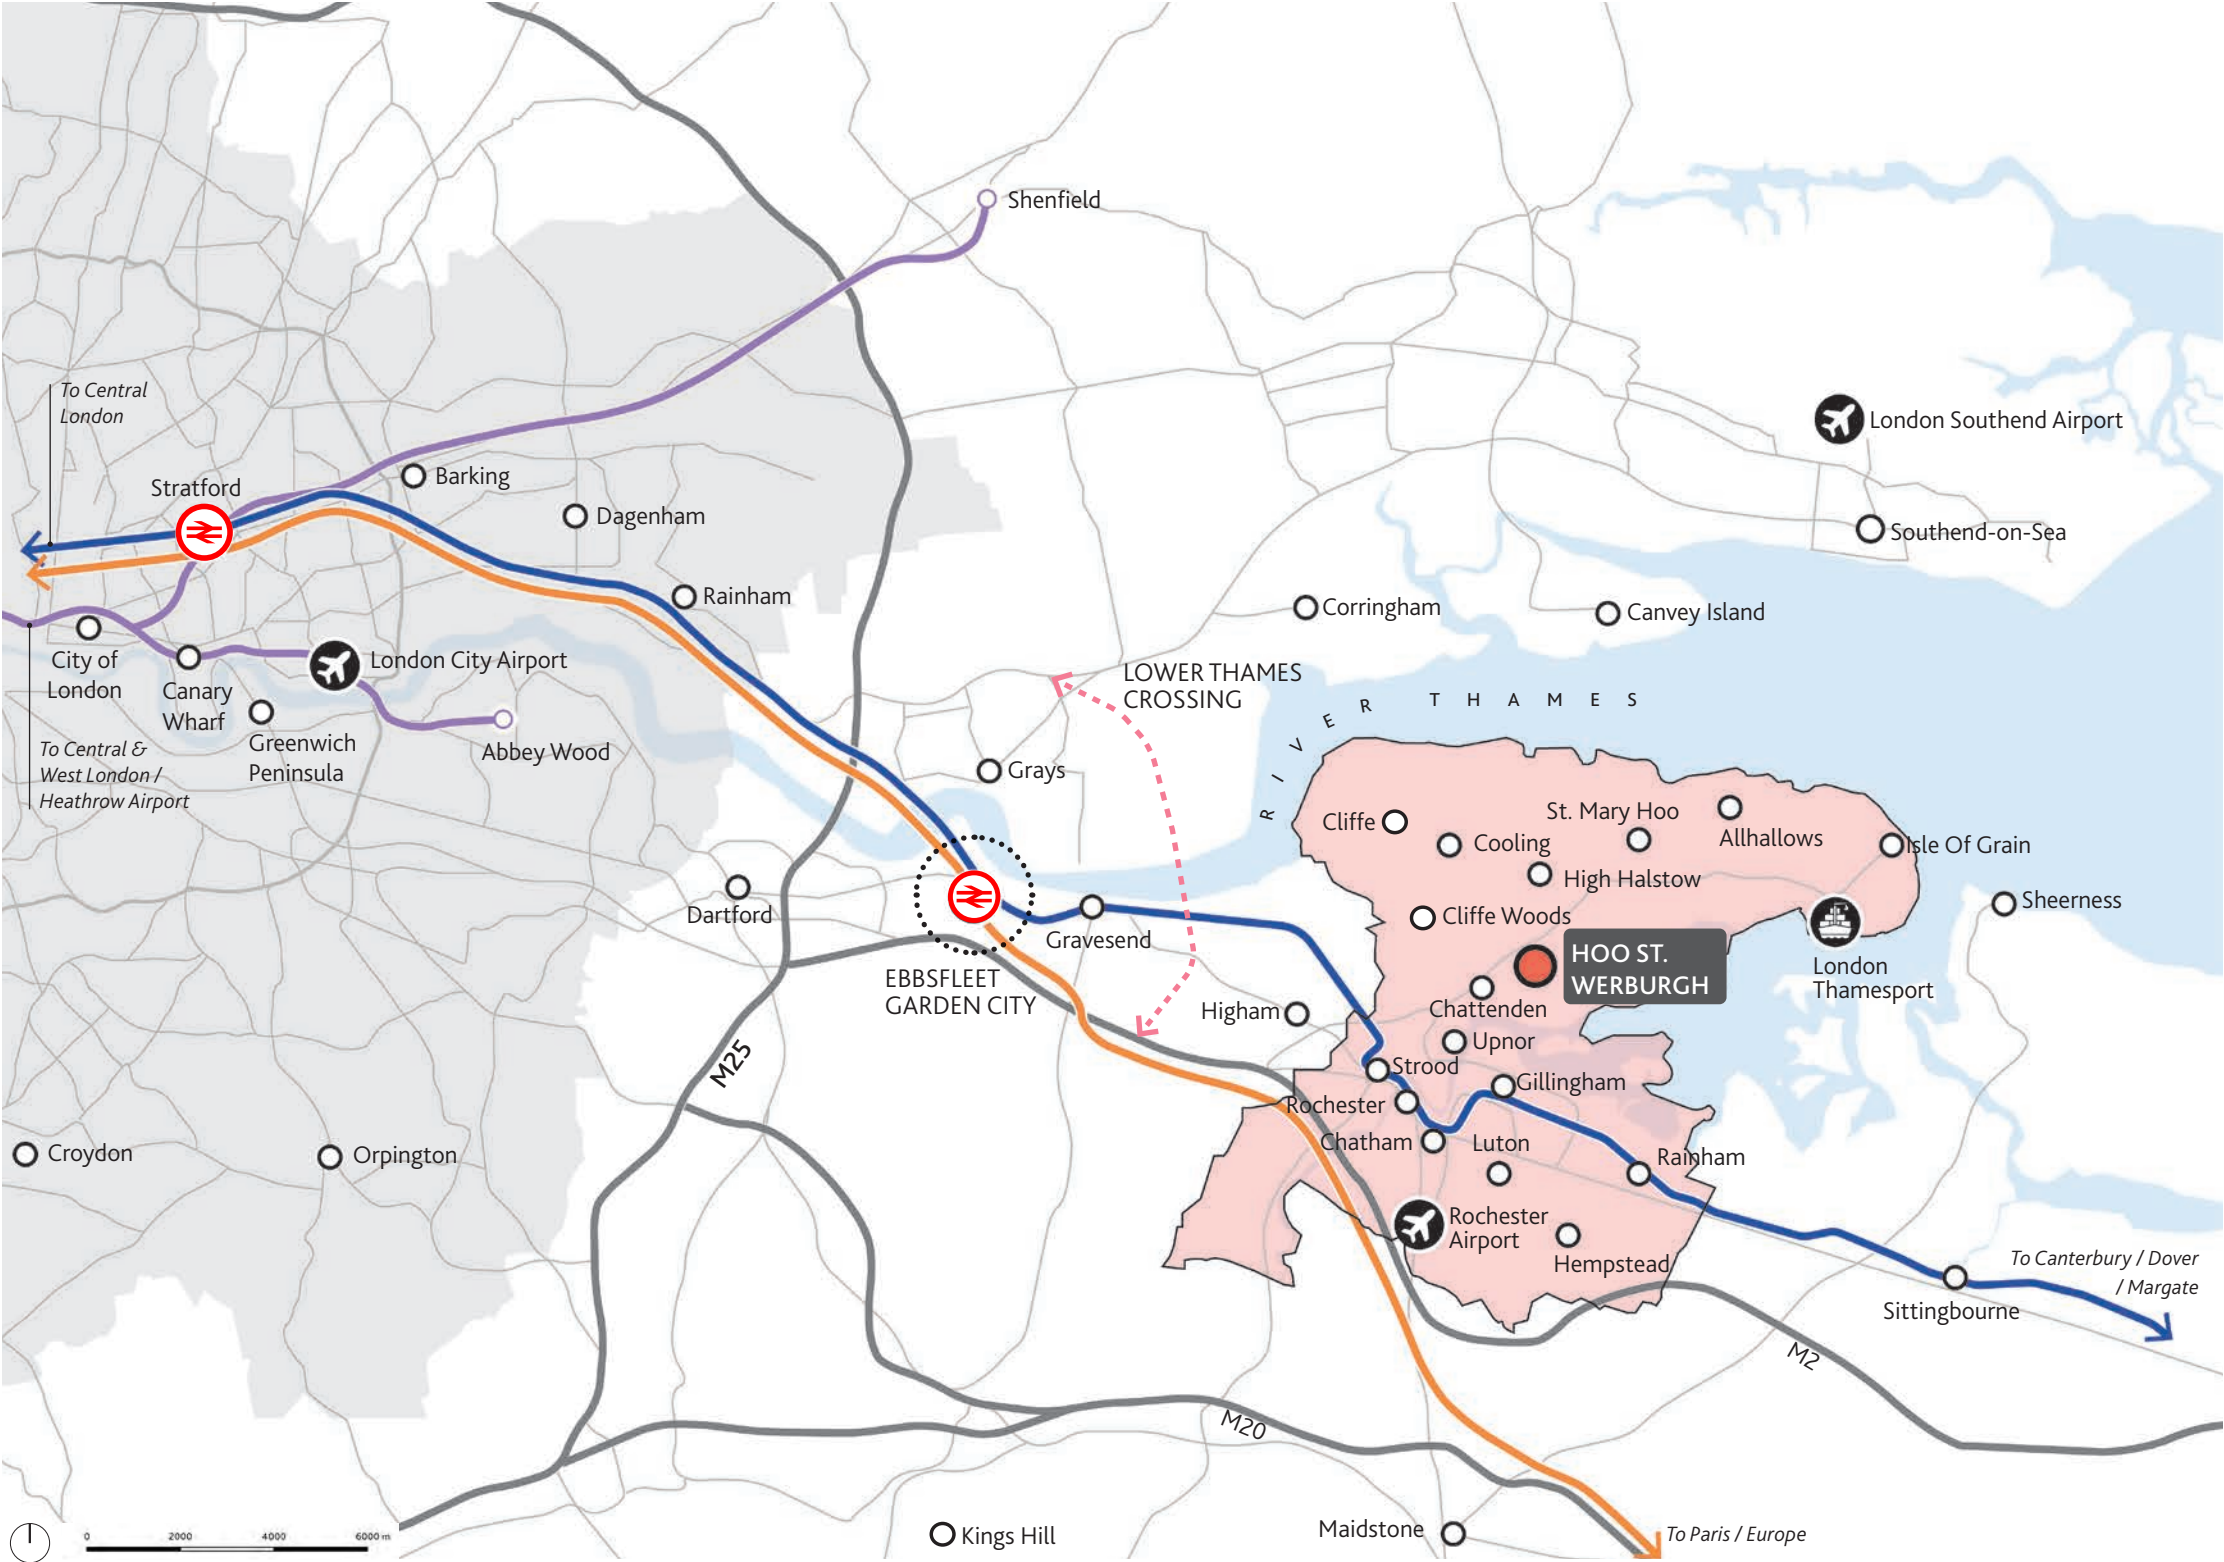 Shenfield
To Central
London
London Southend Airport
Stratford
Barking
Dagenham
Southend-on-Sea
Rainham
Corringham
Canvey Island
City of
London
Canary
Wharf
London City Airport
Greenwich
Peninsula
Abbey Wood
LOWER THAMES
CROSSING
RIVER THAMES
To Central &
West London /
Heathrow Airport
Grays
Cliffe
Cooling
St. Mary Hoo
Allhallows
Isle Of Grain
High Halstow
Sheerness
Dartford
Gravesend
Cliffe Woods
HOO ST.
WERBURGH
London
Thamesport
EBBSFLEET
GARDEN CITY
Higham
Chattenden
Upnor
M25
Strood
Gillingham
Rochester
Chatham
Luton
Rainham
Croydon
Orpington
Rochester
Airport
Hempstead
To Canterbury / Dover
/ Margate
Sittingbourne
M2
M20
0 2000 4000 6000 m
Kings Hill
Maidstone
To Paris / Europe